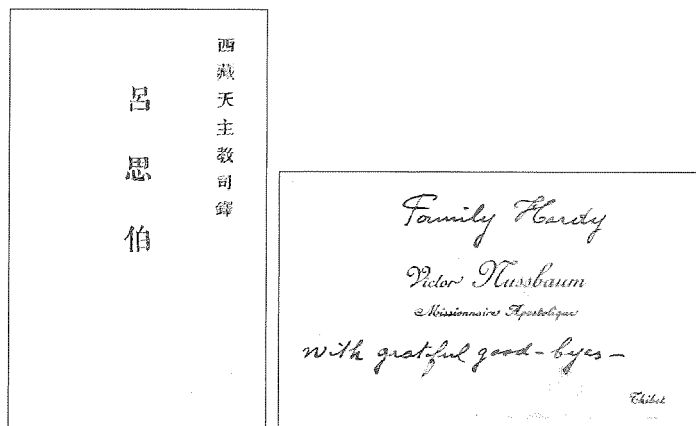 西藏天主教司鐸
呂思伯
Family Hardy
Victor Nussbaum
Missionnaire Apostolique
with grateful good-byes-
Thibet